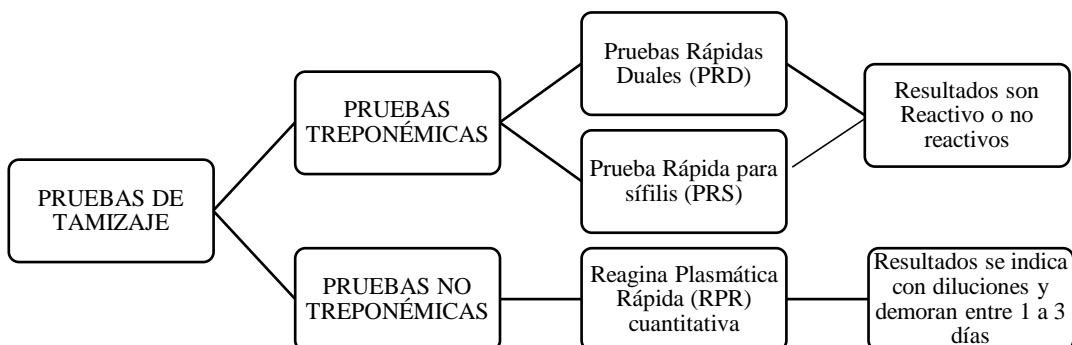 PRUEBAS DE
TAMIZAJE
PRUEBAS
TREPONÉMICAS
Pruebas Rápidas
Duales (PRD)
Prueba Rápida para
sífilis (PRS)
Resultados son
Reactivo o no
reactivos
PRUEBAS NO
TREPONÉMICAS
Reagina Plasmática
Rápida (RPR)
cuantitativa
Resultados se indica
con diluciones y
demoran entre 1 a 3
días